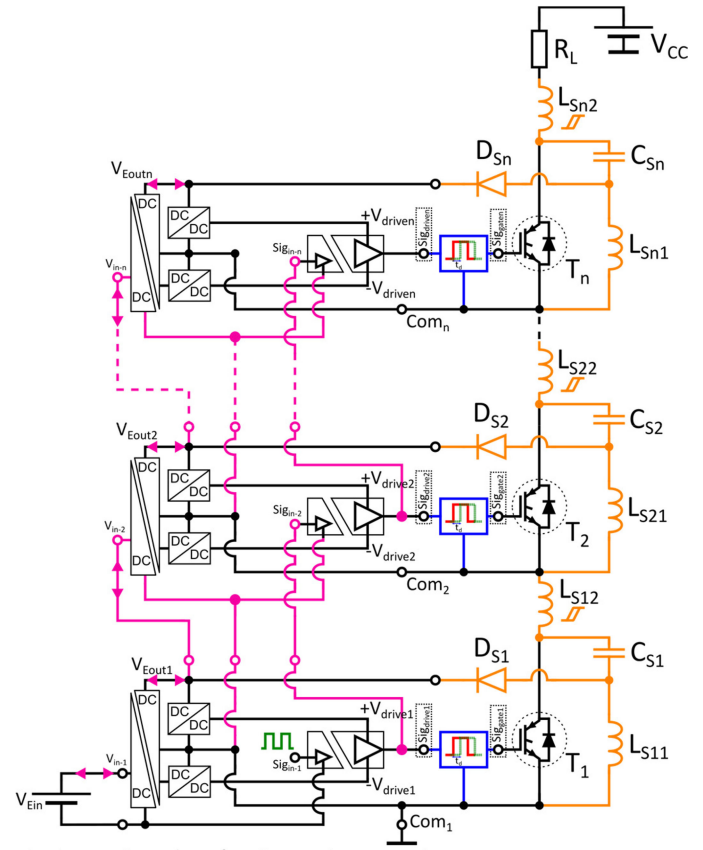 R_L
V_CC
L_Sn2
D_Sn
C_Sn
V_Eoutn
DC
DC
DC
+V_driven
Sig_driven
Sig_gaten
Sig_in-n
t_d
L_Sn1
V_in-n
T_n
DC
DC
DC
-V_driven
Com_n
L_S22
D_S2
C_S2
V_Eout2
DC
DC
DC
+V_drive2
Sig_drive2
Sig_gate2
Sig_in-2
t_d
L_S21
V_in-2
T_2
DC
DC
DC
-V_drive2
Com_2
L_S12
D_S1
C_S1
V_Eout1
DC
DC
DC
+V_drive1
Sig_drive1
Sig_gate1
Sig_in-1
t_d
L_S11
V_in-1
T_1
DC
DC
DC
-V_drive1
V_Ein
Com_1